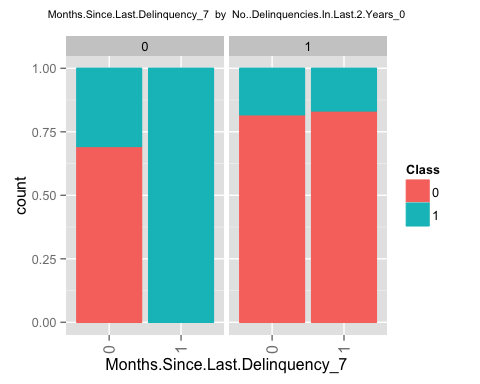 Months.Since.Last.Delinquency_7 by No..Delinquencies.In.Last.2.Years_0
0 1
1.00
0.75
0.50
0.25
0.00
count
0 1 0 1
Months.Since.Last.Delinquency_7
Class
0
1